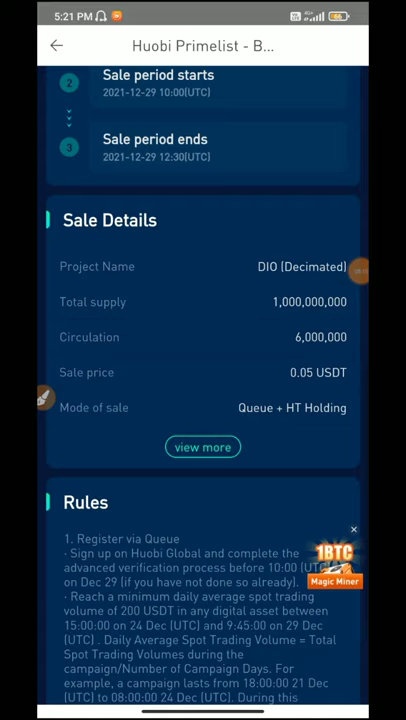 5:21 PM
66
Huobi Primelist - B...
2
Sale period starts
2021-12-29 10:00(UTC)
3
Sale period ends
2021-12-29 12:30(UTC)
Sale Details
Project Name
DIO (Decimated)
Total supply
1,000,000,000
Circulation
6,000,000
Sale price
0.05 USDT
Mode of sale
Queue + HT Holding
view more
Rules
1. Register via Queue
· Sign up on Huobi Global and complete the
advanced verification process before 10:00 (UTC)
on Dec 29 (if you have not done so already).
· Reach a minimum daily average spot trading
volume of 200 USDT in any digital asset between
15:00:00 on 24 Dec (UTC) and 9:45:00 on 29 Dec
(UTC) . Daily Average Spot Trading Volume = Total
Spot Trading Volumes during the
campaign/Number of Campaign Days. For
example, a campaign lasts from 18:00:00 21 Dec
(UTC) to 08:00:00 24 Dec (UTC). During this
1BTC
Magic Miner